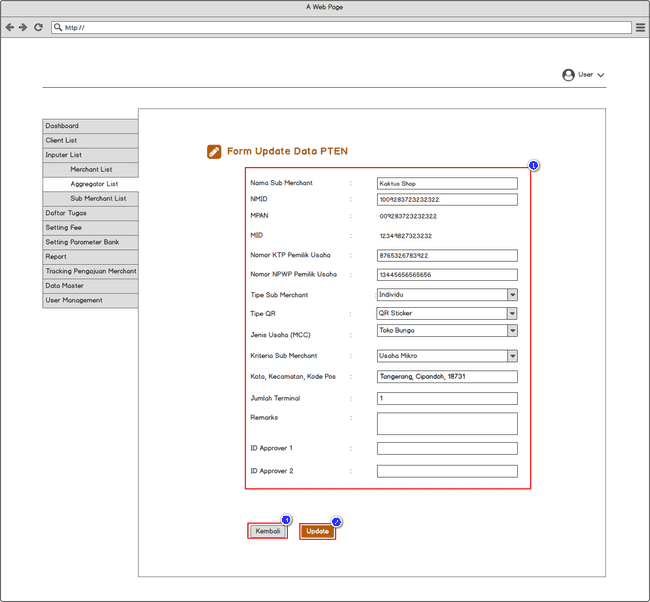 A Web Page
http://
User
Dashboard
Client List
Inputer List
Merchant List
Aggregator List
Sub Merchant List
Daftar Tugas
Setting Fee
Setting Parameter Bank
Report
Tracking Pengajuan Merchant
Data Master
User Management
Form Update Data PTEN
1
Nama Sub Merchant : Kaktus Shop
NMID : 1009283723232322
MPAN : 009283723232322
MID : 12349827323232
Nomor KTP Pemilik Usaha : 8765326783922
Nomor NPWP Pemilik Usaha : 13445656565656
Tipe Sub Merchant : Individu
Tipe QR : QR Sticker
Jenis Usaha (MCC) : Toko Bunga
Kriteria Sub Merchant : Usaha Mikro
Kota, Kecamatan, Kode Pos : Tangerang, Cipondoh, 18731
Jumlah Terminal : 1
Remarks :
ID Approver 1 :
ID Approver 2 :
Kembali
Update 2